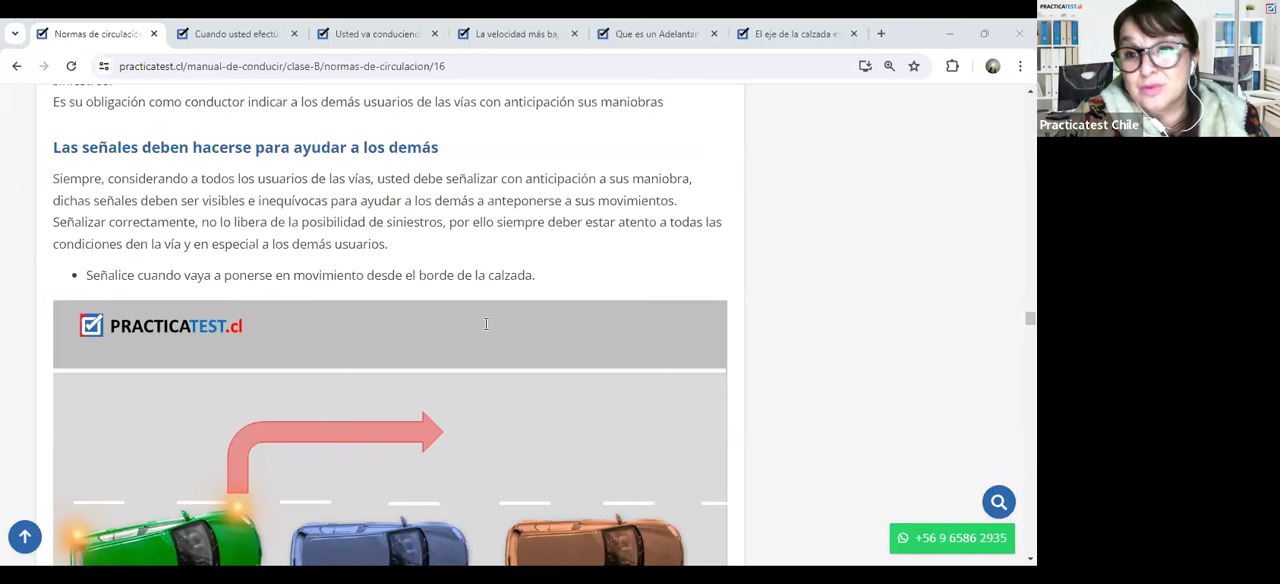 Normas de circulació
Cuando usted efectú
Usted va conduciend
La velocidad más ba
Que es un Adelantar
El eje de la calzada e
practicatest.cl/manual-de-conducir/clase-B/normas-de-circulacion/16
PRACTICATEST.cl
Practicatest Chile
Es su obligación como conductor indicar a los demás usuarios de las vías con anticipación sus maniobras
Las señales deben hacerse para ayudar a los demás
Siempre, considerando a todos los usuarios de las vías, usted debe señalizar con anticipación a sus maniobra,
dichas señales deben ser visibles e inequívocas para ayudar a los demás a anteponerse a sus movimientos.
Señalizar correctamente, no lo libera de la posibilidad de siniestros, por ello siempre deber estar atento a todas las
condiciones den la vía y en especial a los demás usuarios.
• Señalice cuando vaya a ponerse en movimiento desde el borde de la calzada.
PRACTICATEST.cl
+56 9 6586 2935